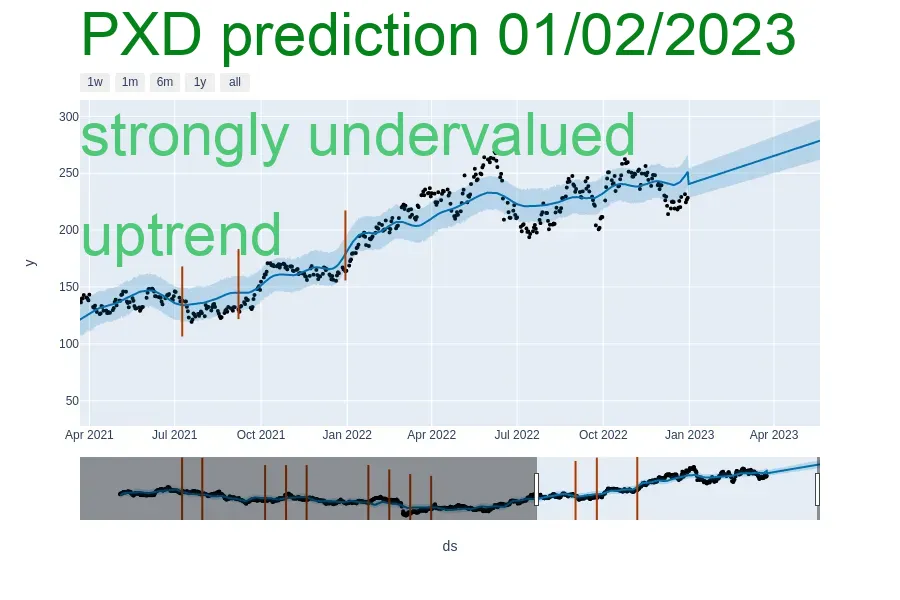 PXD prediction 01/02/2023
1w 1m 6m 1y all
300
strongly undervalued
250
200
uptrend
y
150
100
50
Apr 2021 Jul 2021 Oct 2021 Jan 2022 Apr 2022 Jul 2022 Oct 2022 Jan 2023 Apr 2023
ds